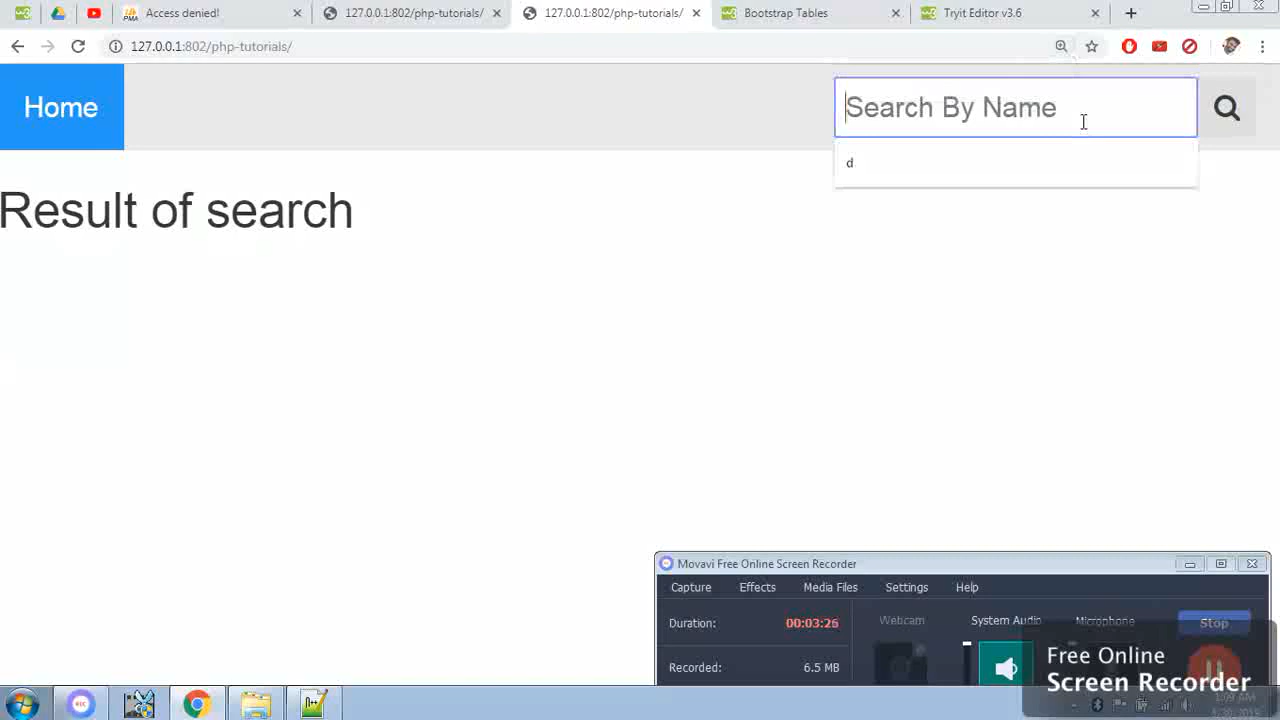 Access denied!
127.0.0.1:802/php-tutorials/
127.0.0.1:802/php-tutorials/
Bootstrap Tables
Tryit Editor v3.6
127.0.0.1:802/php-tutorials/
Home
Search By Name
d
Result of search
Movavi Free Online Screen Recorder
Capture Effects Media Files Settings Help
Duration: 00:03:26
Webcam System Audio Microphone Stop
Recorded: 6.5 MB
Free Online
Screen Recorder
REC